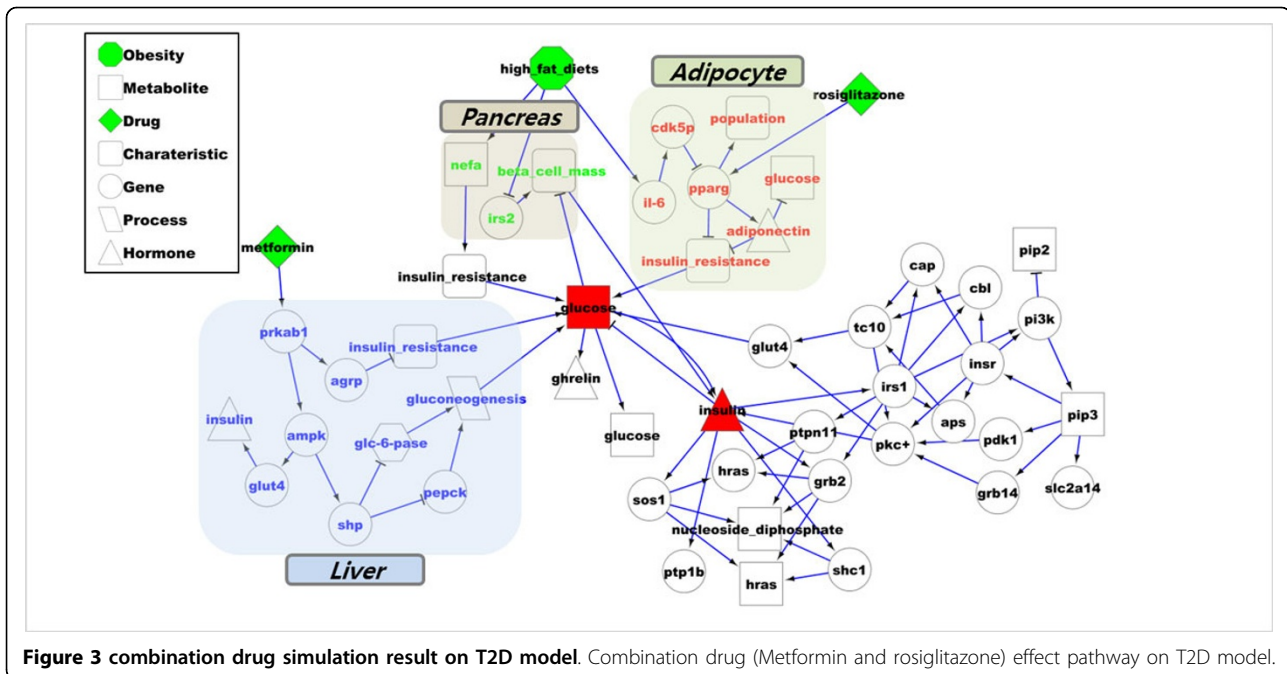 Obesity
Metabolite
Drug
Charateristic
Gene
Process
Hormone
high_fat_diets
Adipocyte
rosiglitazone
Pancreas
cdk5p
population
nefa
beta_cell_mass
irs2
il-6
pparg
glucose
adiponectin
insulin_resistance
metformin
insulin_resistance
glucose
prkab1
insulin_resistance
agrp
gluconeogenesis
insulin
ampk
glc-6-pase
glut4
pepck
shp
Liver
ghrelin
glucose
insulin
glut4
cap
pip2
cbl
tc10
pi3k
insr
irs1
pip3
aps
ptpn11
pkc+
pdk1
grb14
slc2a14
hras
grb2
sos1
nucleoside_diphosphate
ptp1b
hras
shc1
Figure 3 combination drug simulation result on T2D model. Combination drug (Metformin and rosiglitazone) effect pathway on T2D model.